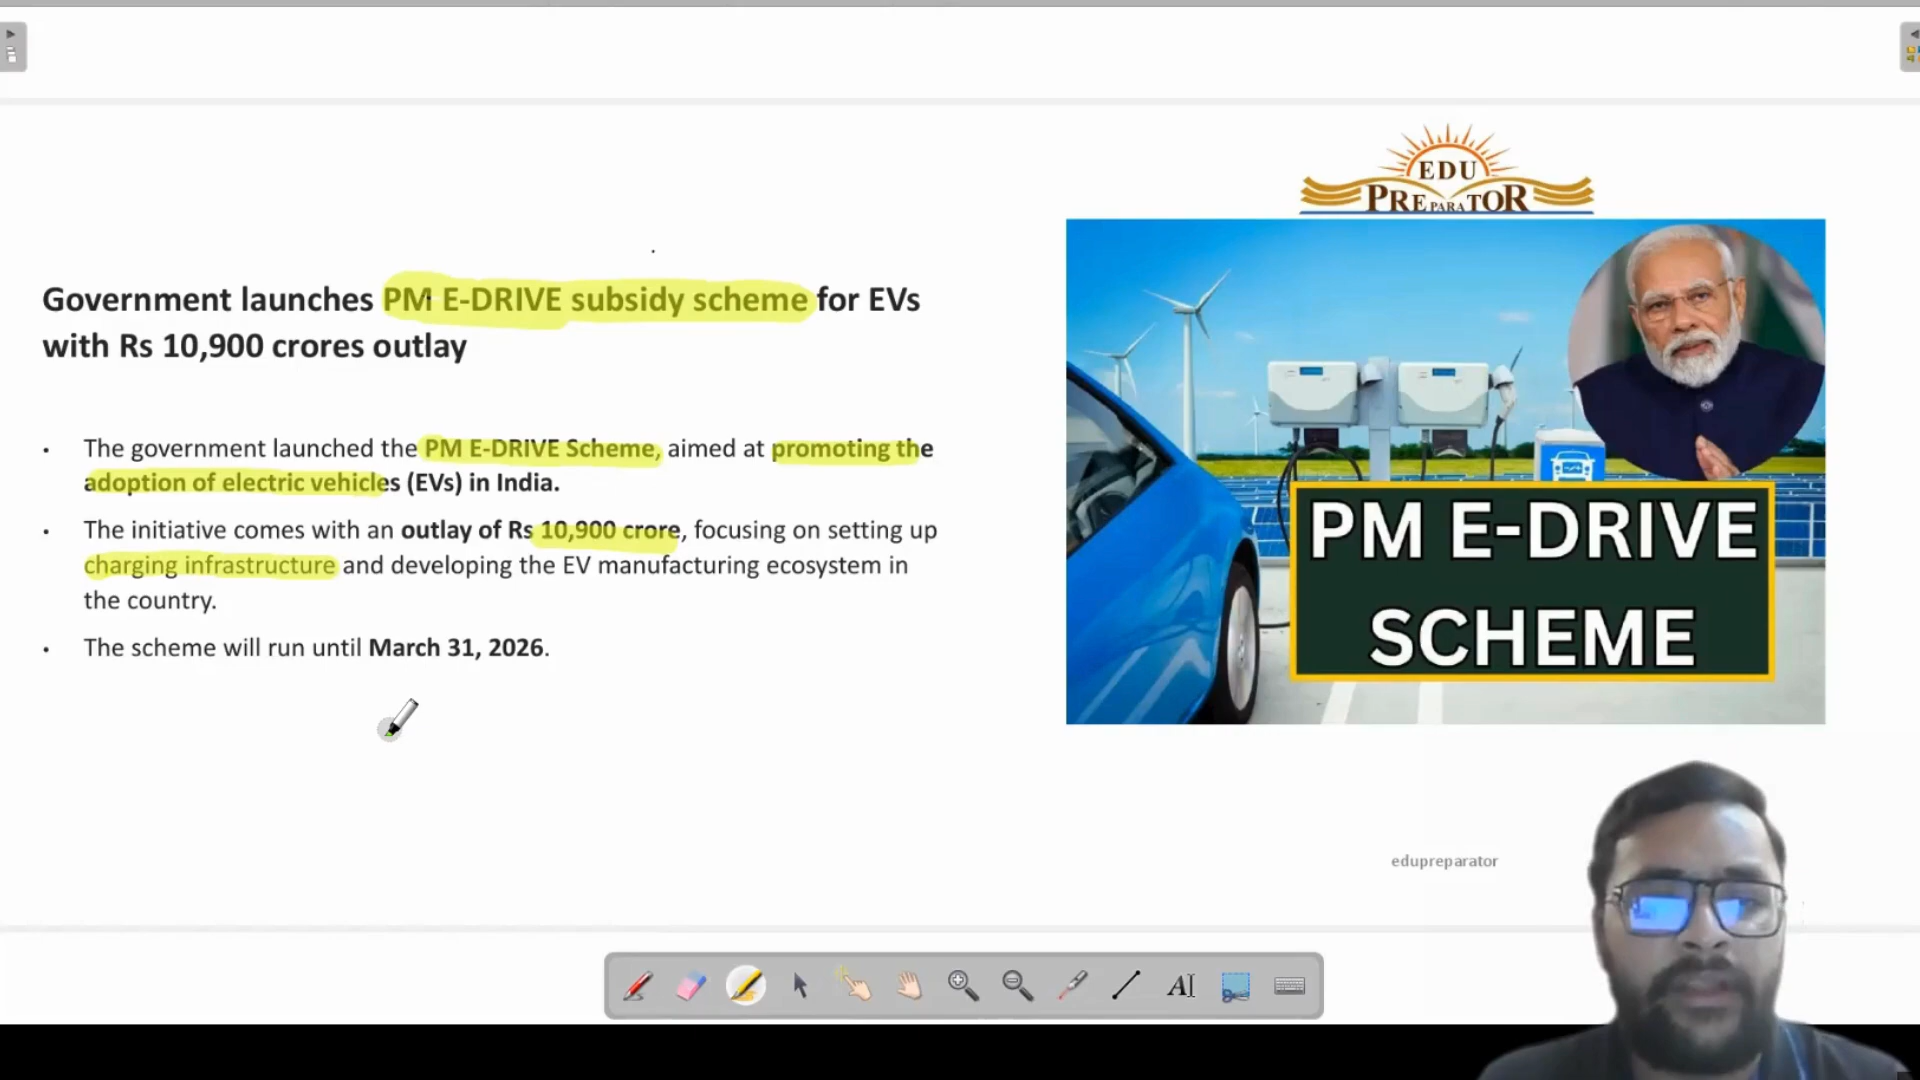 EDU
PREPARATOR
Government launches PM E-DRIVE subsidy scheme for EVs
with Rs 10,900 crores outlay
• The government launched the PM E-DRIVE Scheme, aimed at promoting the
adoption of electric vehicles (EVs) in India.
• The initiative comes with an outlay of Rs 10,900 crore, focusing on setting up
charging infrastructure and developing the EV manufacturing ecosystem in
the country.
• The scheme will run until March 31, 2026.
PM E-DRIVE
SCHEME
edupreparator
AI